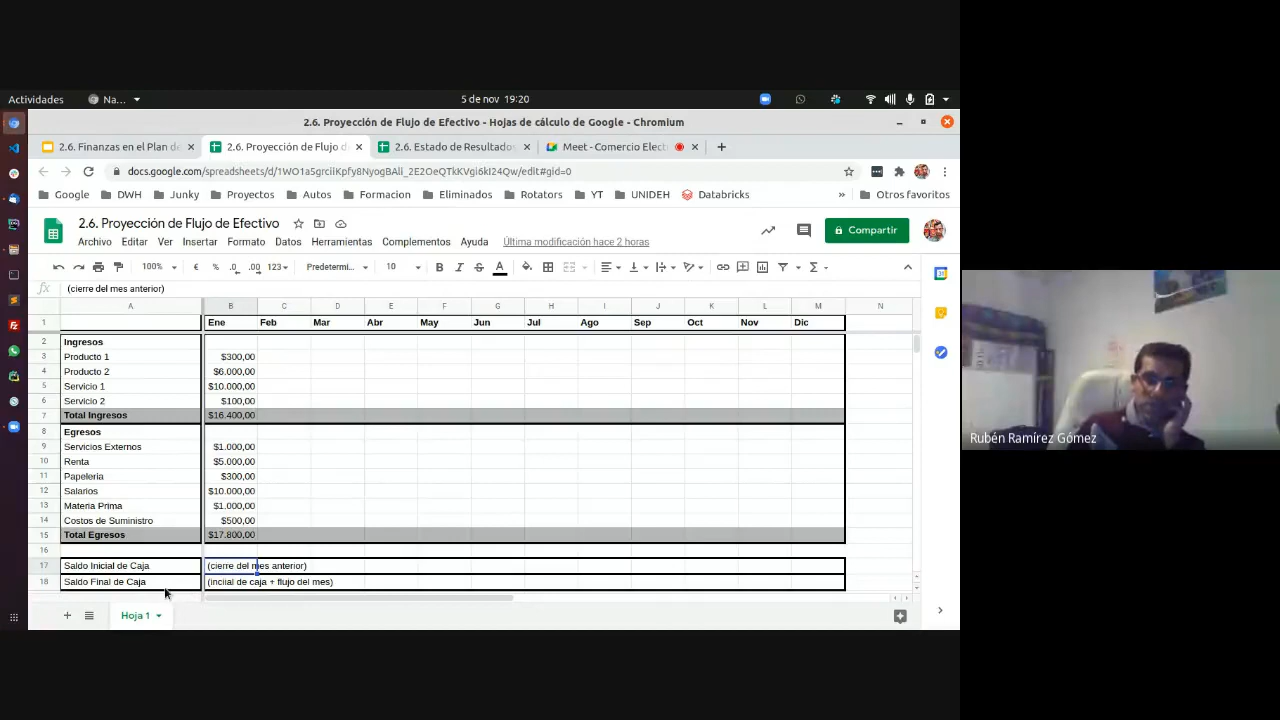 Actividades Na... 5 de nov 19:20
2.6. Proyección de Flujo de Efectivo - Hojas de cálculo de Google - Chromium
2.6. Finanzas en el Plan de 2.6. Proyección de Flujo d 2.6. Estado de Resultados Meet - Comercio Elect
docs.google.com/spreadsheets/d/
Google DWH Junky Proyectos Autos Formacion Eliminados Rotators YT UNIDEH Databricks » Otros favoritos
2.6. Proyección de Flujo de Efectivo
Archivo Editar Ver Insertar Formato Datos Herramientas Complementos Ayuda Última modificación hace 2 horas
Compartir
100% € % .0 .00 123 Predetermi... 10 B I S A
fx (cierre del mes anterior)
A B C D E F G H I J K L M N
1 Ene Feb Mar Abr May Jun Jul Ago Sep Oct Nov Dic
2 Ingresos
3 Producto 1 $300,00
4 Producto 2 $6.000,00
5 Servicio 1 $10.000,00
6 Servicio 2 $100,00
7 Total Ingresos $16.400,00
8 Egresos
9 Servicios Externos $1.000,00
10 Renta $5.000,00
11 Papeleria $300,00
12 Salarios $10.000,00
13 Materia Prima $1.000,00
14 Costos de Suministro $500,00
15 Total Egresos $17.800,00
16
17 Saldo Inicial de Caja (cierre del mes anterior)
18 Saldo Final de Caja (inciial de caja + flujo del mes)
Hoja 1
Rubén Ramírez Gómez